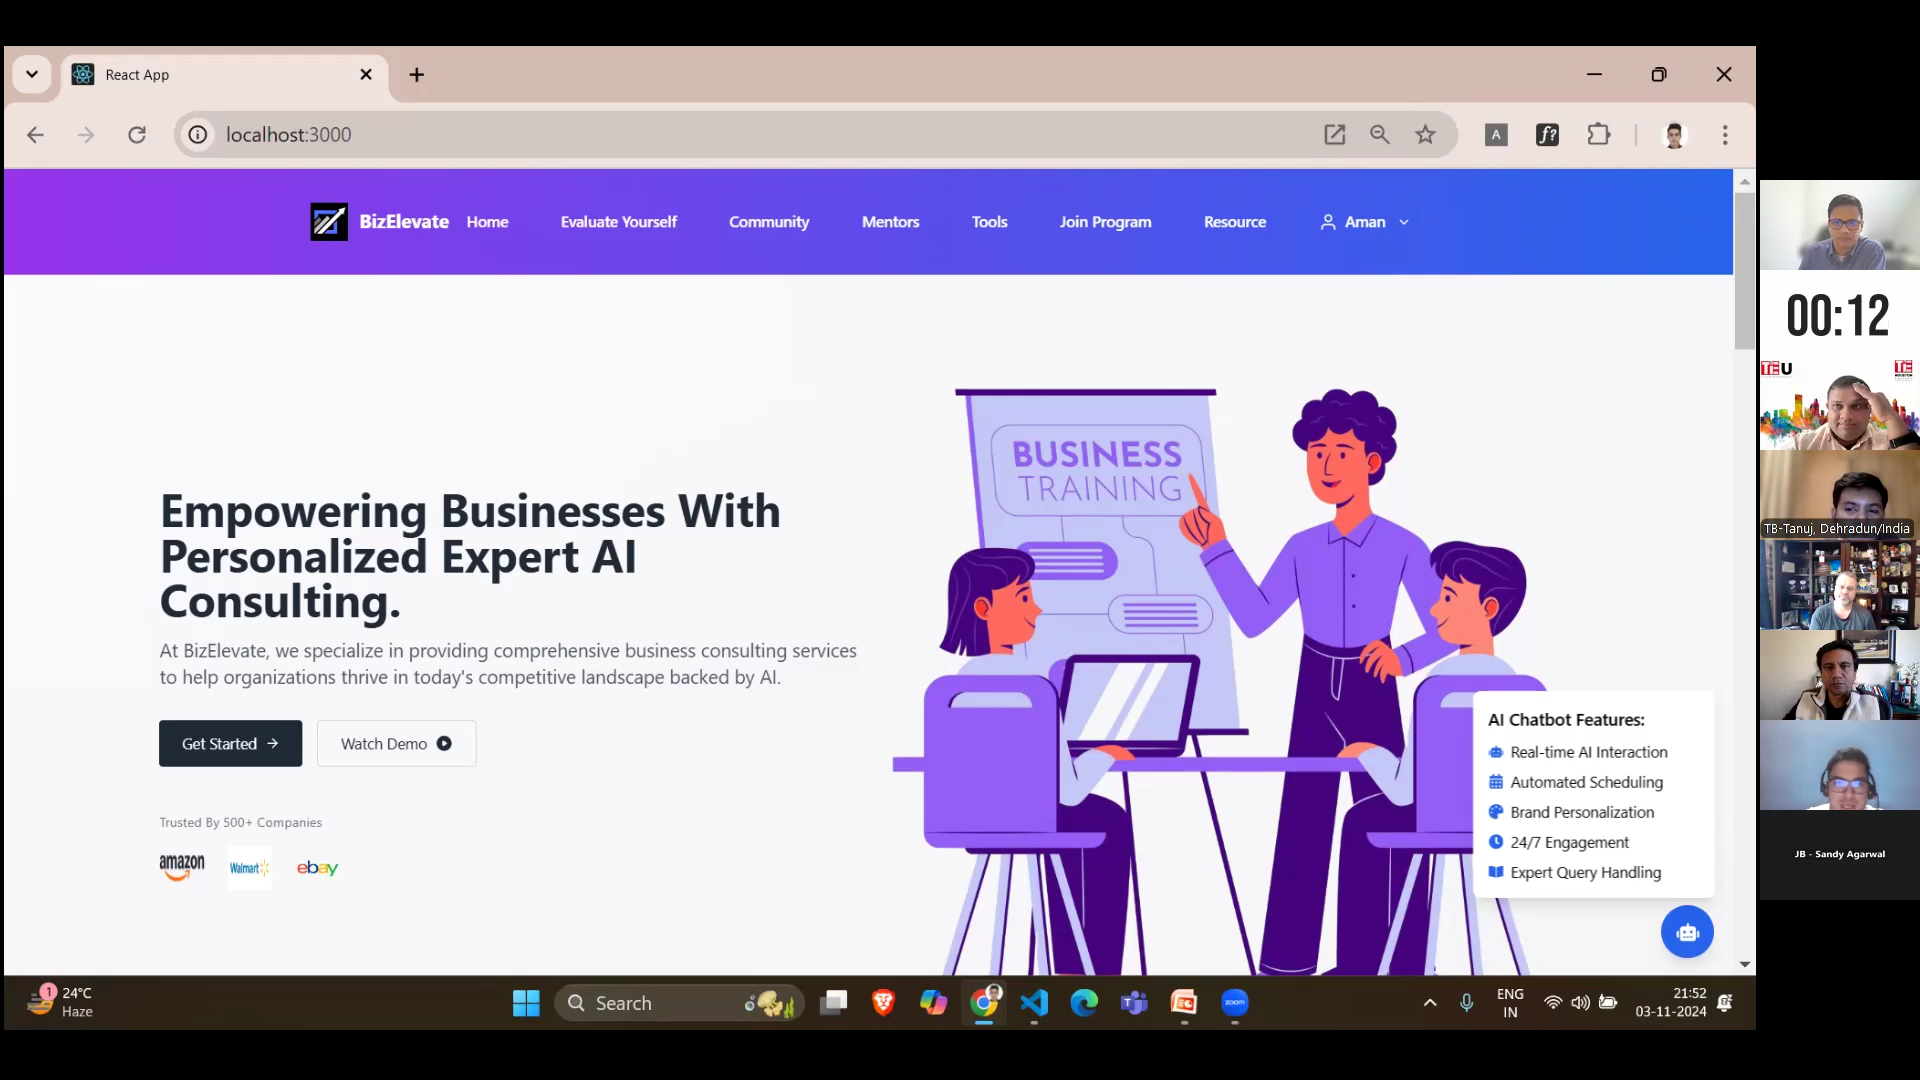 React App
localhost:3000
A
f?
BizElevate Home Evaluate Yourself Community Mentors Tools Join Program Resource Aman
Empowering Businesses With
Personalized Expert AI
Consulting.
At BizElevate, we specialize in providing comprehensive business consulting services
to help organizations thrive in today's competitive landscape backed by AI.
Get Started
Watch Demo
Trusted By 500+ Companies
amazon
Walmart
ebay
BUSINESS
TRAINING
AI Chatbot Features:
Real-time AI Interaction
Automated Scheduling
Brand Personalization
24/7 Engagement
Expert Query Handling
1
24°C
Haze
Search
zoom
ENG
IN
21:52
03-11-2024
00:12
TEU
TE
TB-Tanuj, Dehradun/India
JB - Sandy Agarwal